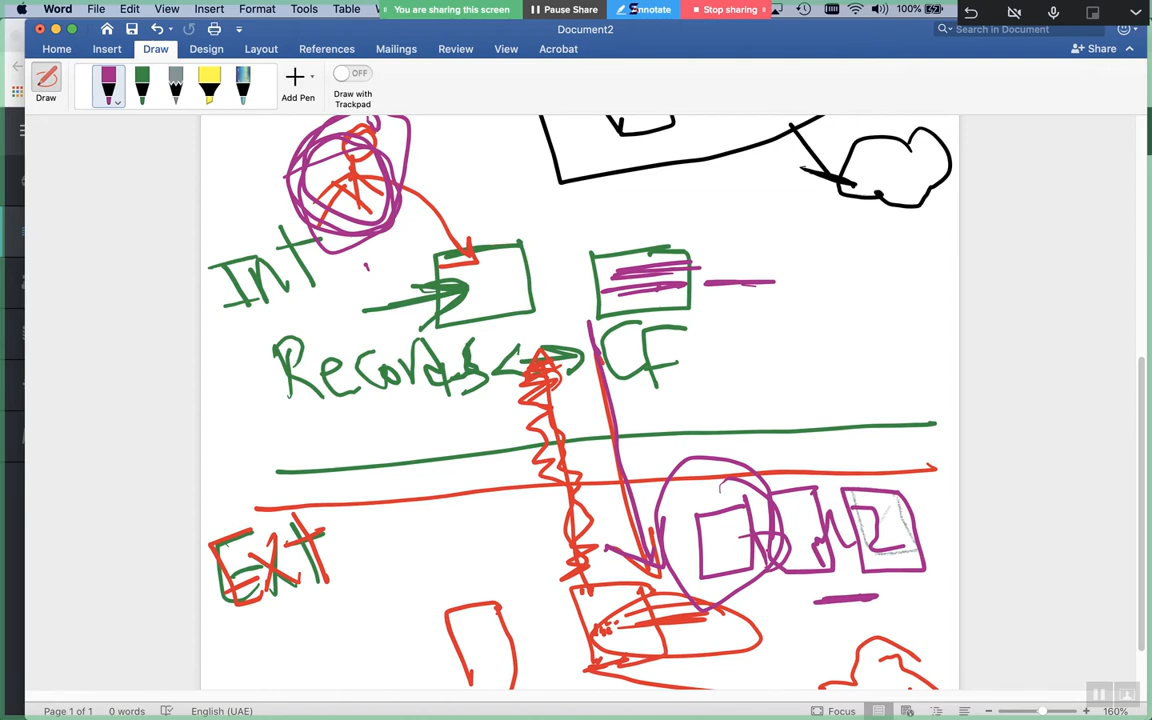 Word File Edit View Insert Format Tools Table
You are sharing this screen Pause Share Annotate Stop sharing
100%
Document2
Search in Document
Home Insert Draw Design Layout References Mailings Review View Acrobat
Share
Draw
Add Pen
OFF
Draw with
Trackpad
Int
Records CF
Ext
Page 1 of 1 0 words English (UAE)
Focus
160%